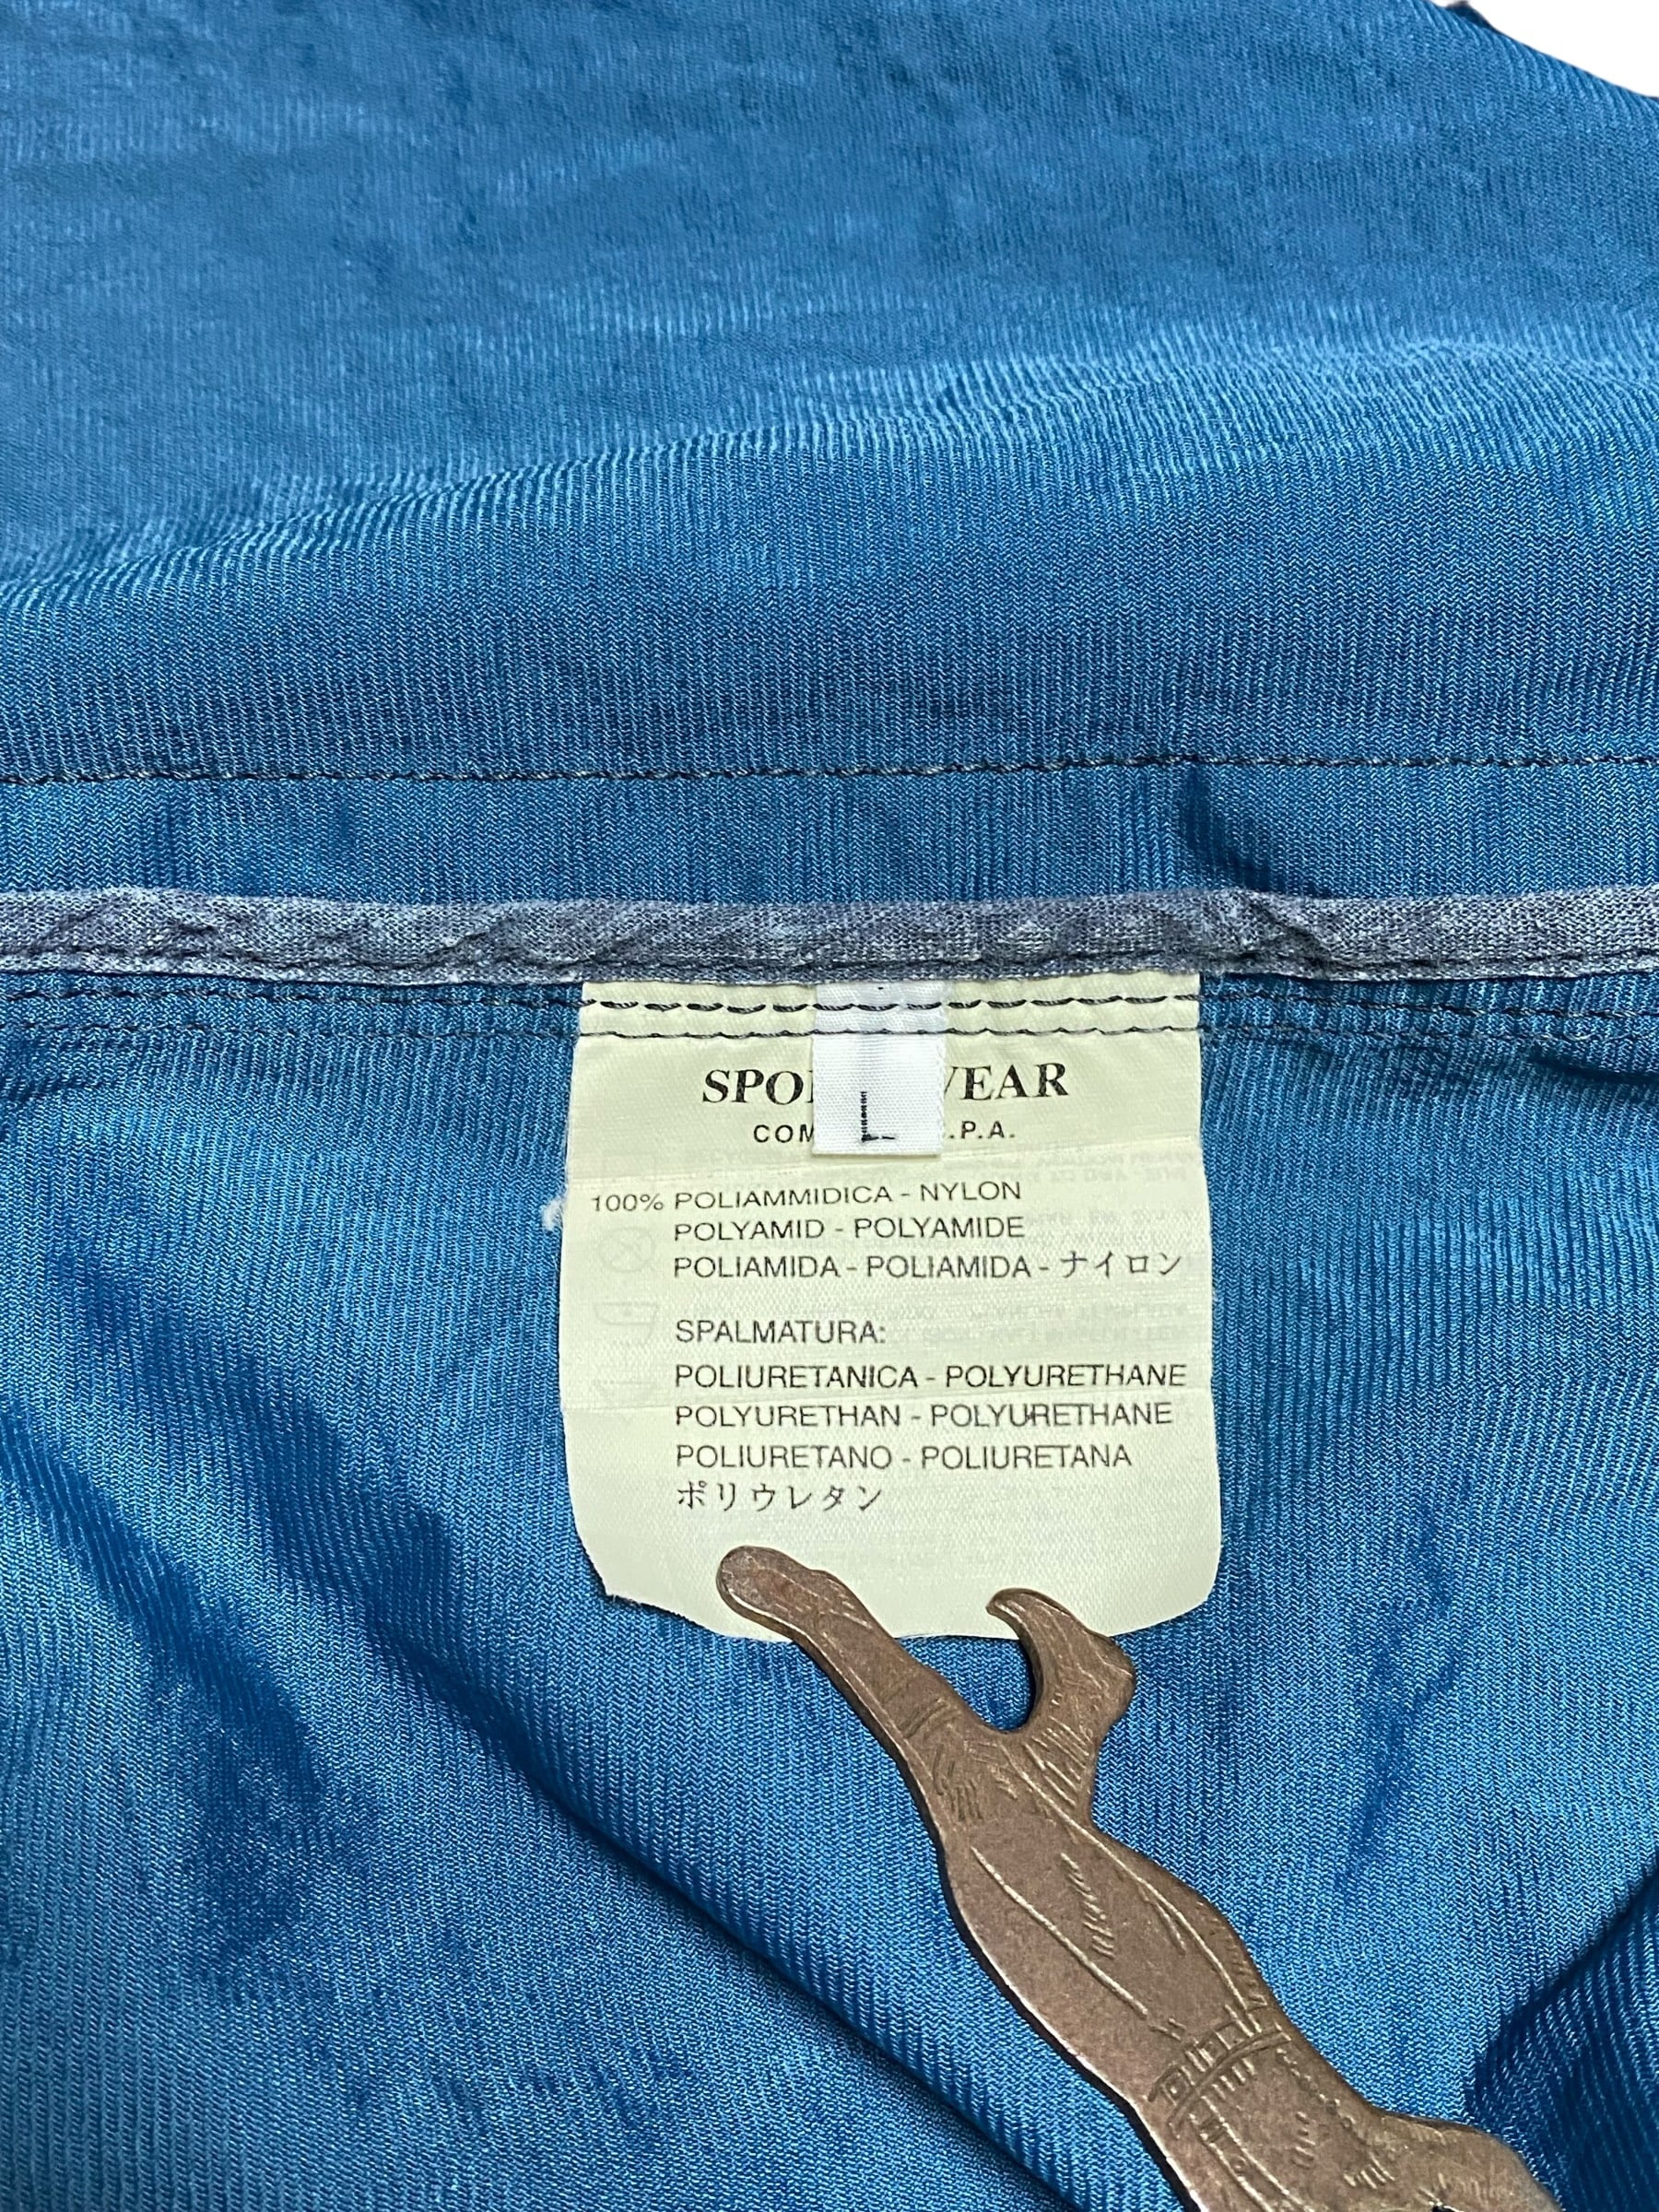 SPO WEAR
COM .P.A.
L
100% POLIAMMIDICA - NYLON
POLYAMID - POLYAMIDE
POLIAMIDA - POLIAMIDA - ナイロン
SPALMATURA:
POLIURETANICA - POLYURETHANE
POLYURETHAN - POLYURETHANE
POLIURETANO - POLIURETANA
ポリウレタン